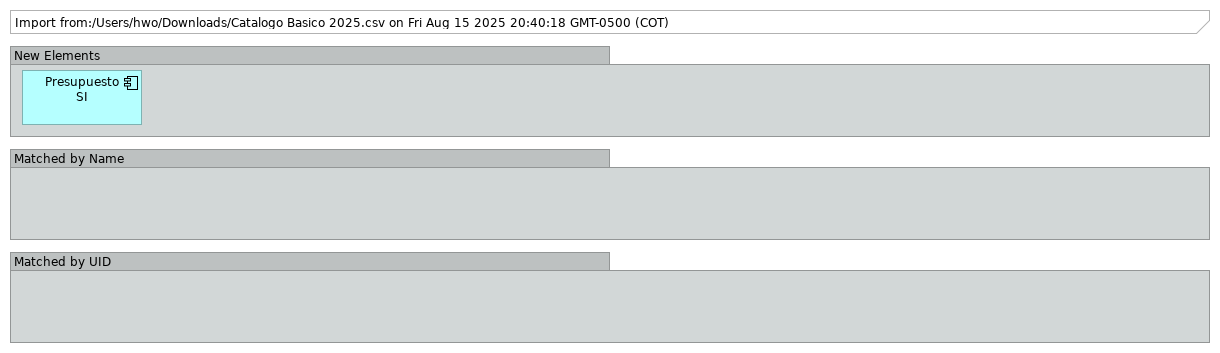 Import from:/Users/hwo/Downloads/Catalogo Basico 2025.csv on Fri Aug 15 2025 20:40:18 GMT-0500 (COT)
New Elements
Presupuesto
SI
Matched by Name
Matched by UID